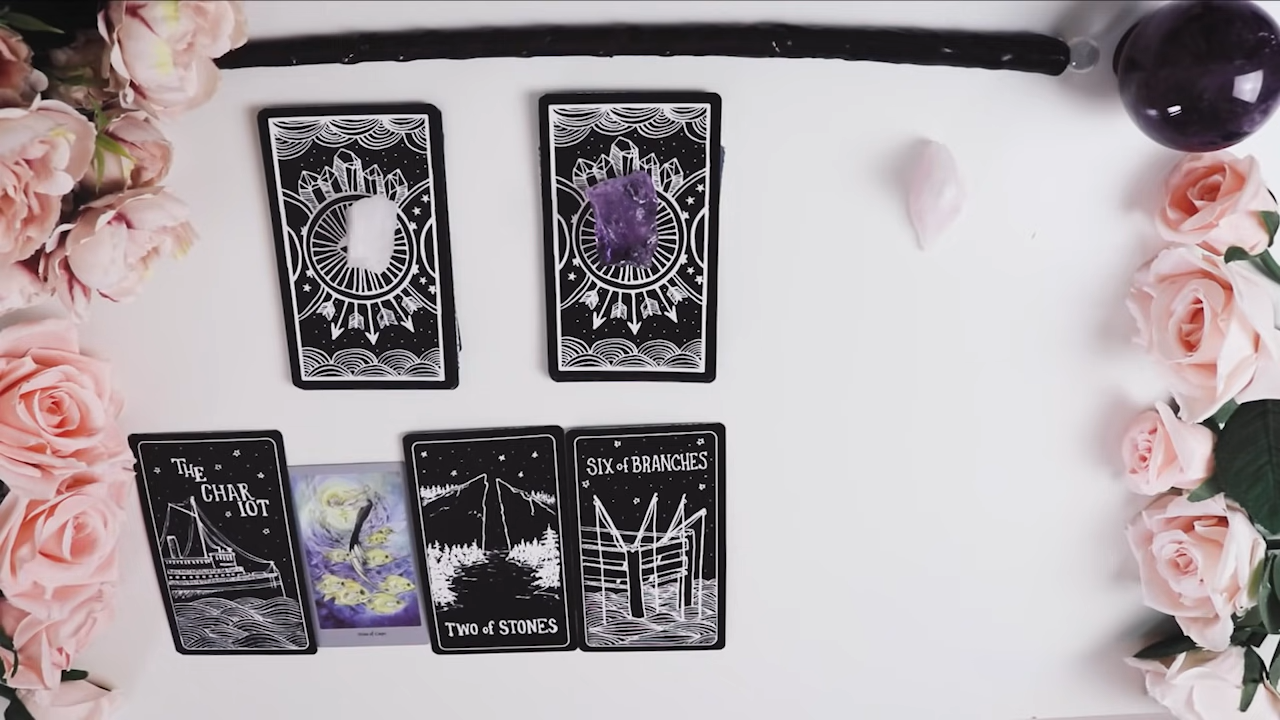 THE
CHAR
IOT
TWO of STONES
SIX of BRANCHES